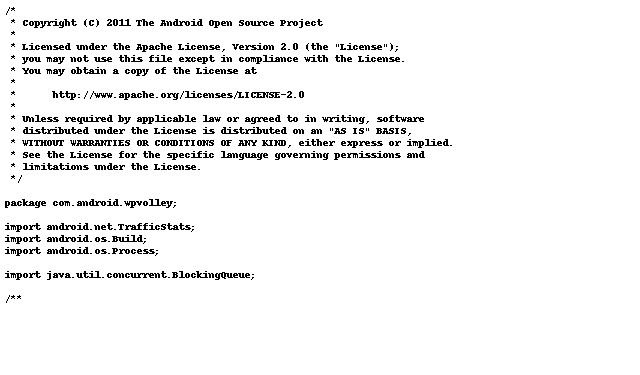 /*
 * Copyright (C) 2011 The Android Open Source Project
 *
 * Licensed under the Apache License, Version 2.0 (the "License");
 * you may not use this file except in compliance with the License.
 * You may obtain a copy of the License at
 *
 *      http://www.apache.org/licenses/LICENSE-2.0
 *
 * Unless required by applicable law or agreed to in writing, software
 * distributed under the License is distributed on an "AS IS" BASIS,
 * WITHOUT WARRANTIES OR CONDITIONS OF ANY KIND, either express or implied.
 * See the License for the specific language governing permissions and
 * limitations under the License.
 */

package com.android.wpvolley;

import android.net.TrafficStats;
import android.os.Build;
import android.os.Process;

import java.util.concurrent.BlockingQueue;

/**